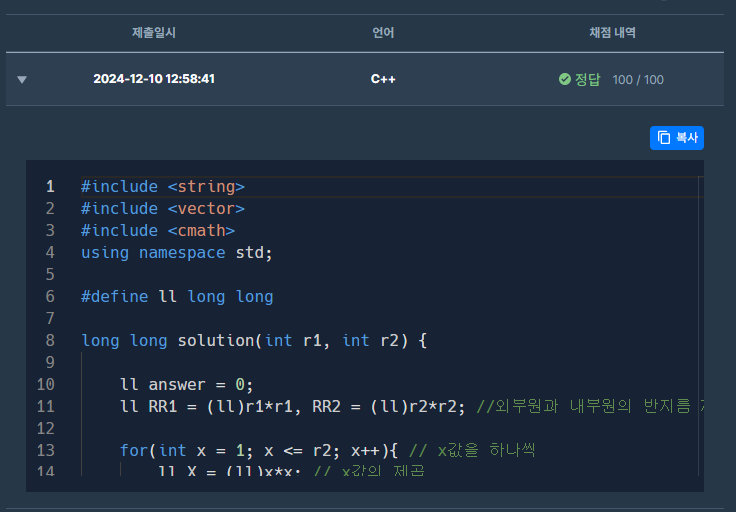 제출일시 언어 채점 내역
2024-12-10 12:58:41 C++ 정답 100 / 100
복사
1 #include <string>
2 #include <vector>
3 #include <cmath>
4 using namespace std;
5
6 #define ll long long
7
8 long long solution(int r1, int r2) {
9
10 ll answer = 0;
11 ll RR1 = (ll)r1*r1, RR2 = (ll)r2*r2; //외부원과 내부원의 반지름
12
13 for(int x = 1; x <= r2; x++){ // x값을 하나씩
14 ll X = (ll)x*x; // x값의 제곱